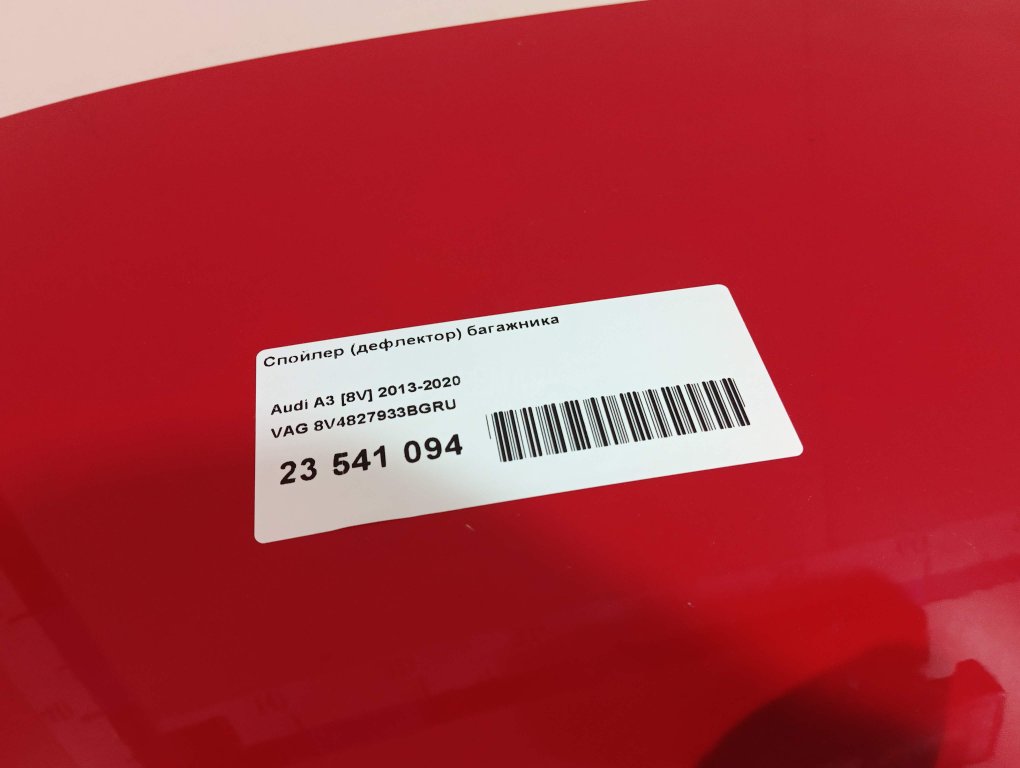 Спойлер (дефлектор) багажника
Audi A3 [8V] 2013-2020
VAG 8V4827933BGRU
23 541 094